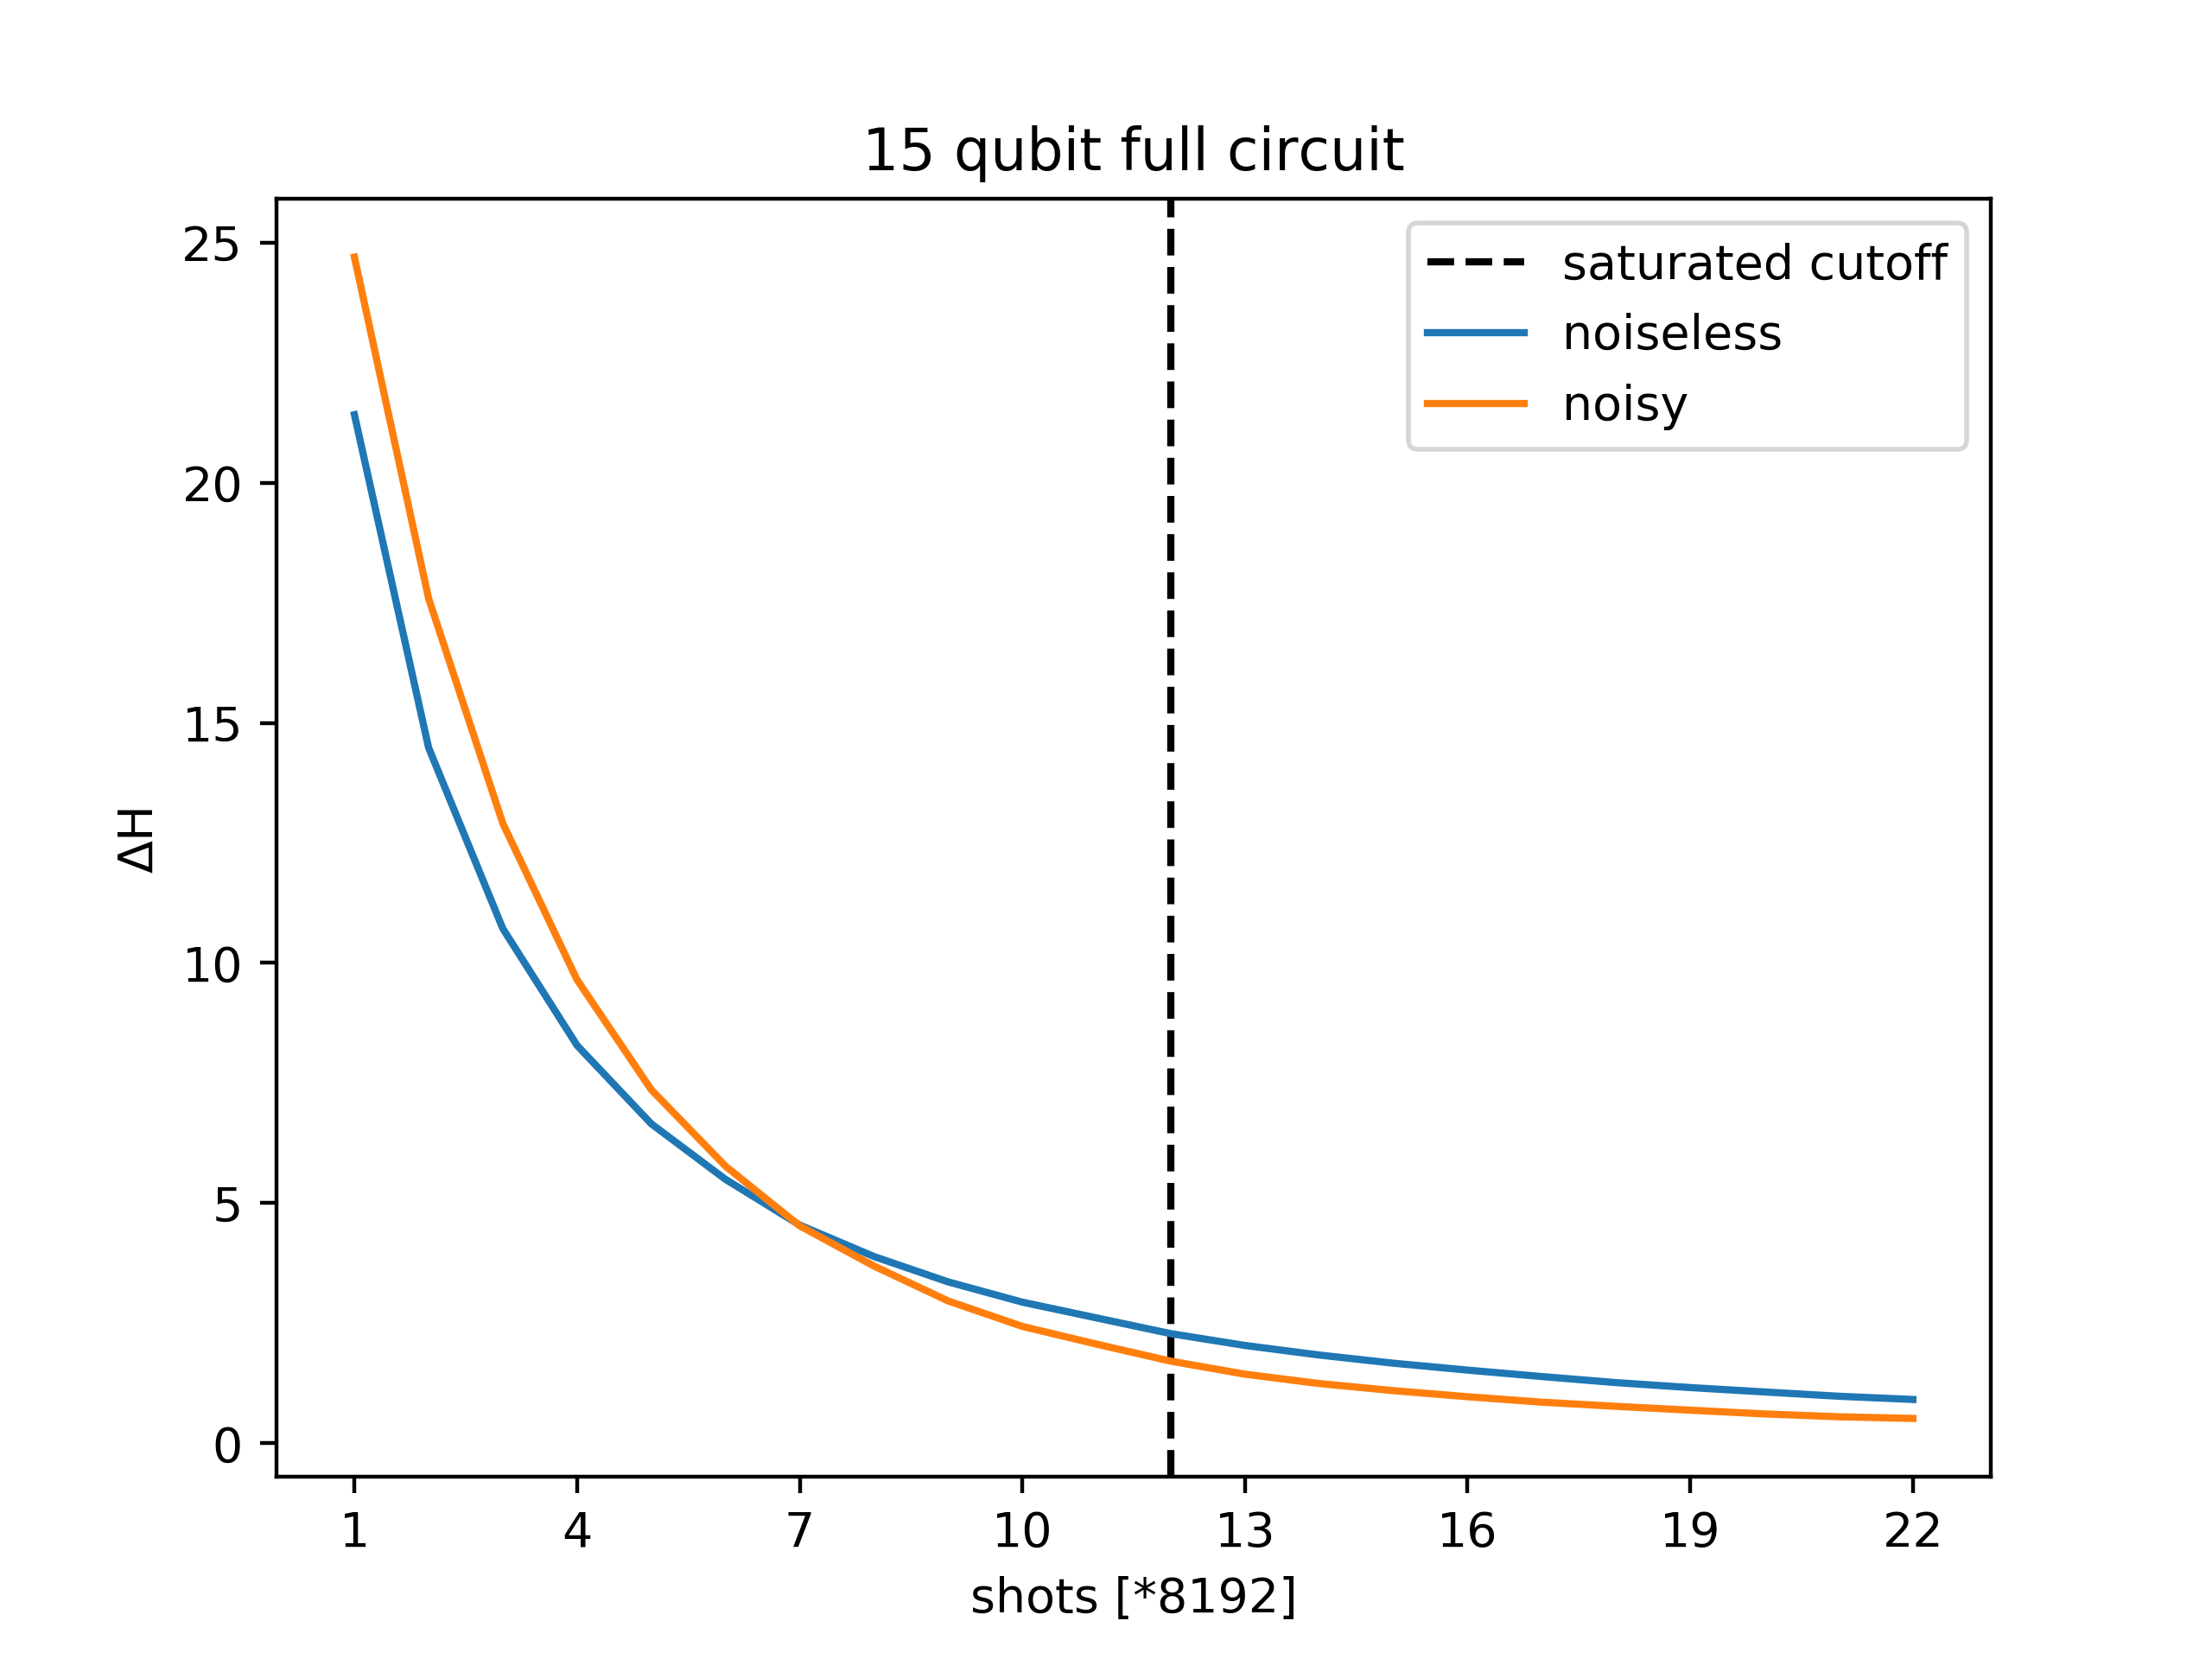 15 qubit full circuit
saturated cutoff
noiseless
noisy
25
20
15
10
5
0
ΔH
1 4 7 10 13 16 19 22
shots [*8192]